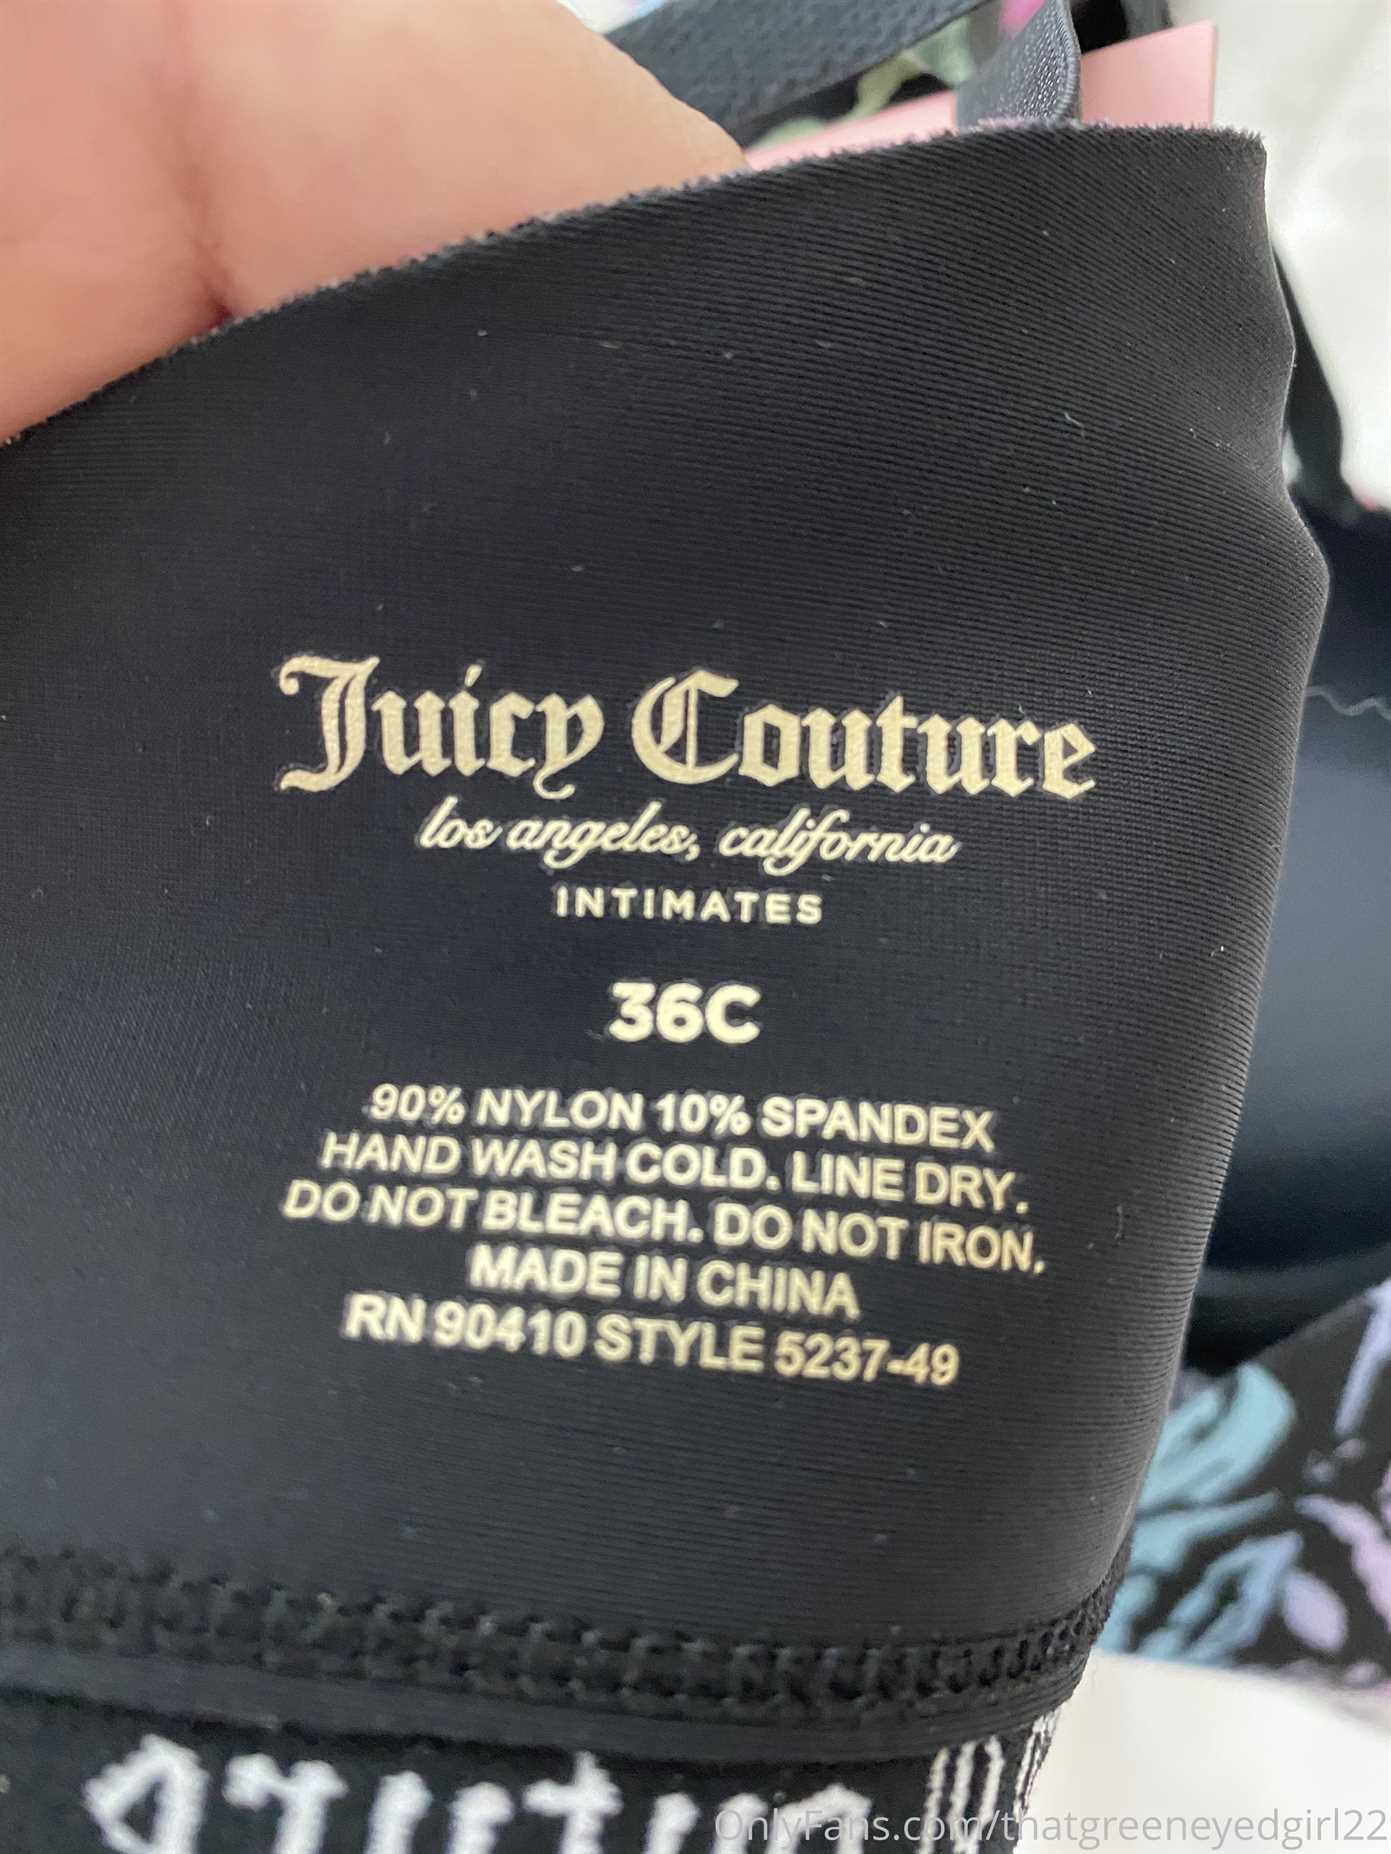 Juicy Couture
los angeles, california
INTIMATES
36C
90% NYLON 10% SPANDEX
HAND WASH COLD. LINE DRY.
DO NOT BLEACH. DO NOT IRON.
MADE IN CHINA
RN 90410 STYLE 5237-49
OnlyFans.com/thatgreeneyedgirl22